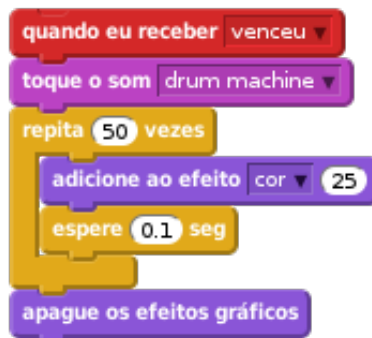 quando eu receber venceu
toque o som drum machine
repita 50 vezes
adicione ao efeito cor 25
espere 0.1 seg
apague os efeitos gráficos